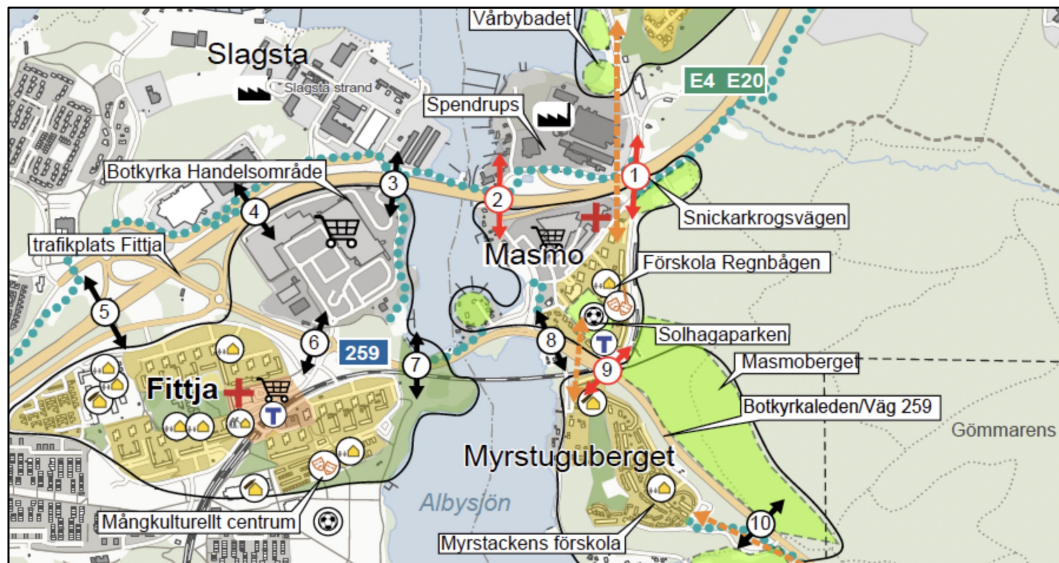 Vårbybadet
Slagsta
E4 E20
Slagsta strand
Spendrups
Botkyrka Handelsområde
3
1
4
2
Snickarkrogsvägen
trafikplats Fittja
Masmo
Förskola Regnbågen
5
Solhagaparken
6
259
8
T
7
9
Masmoberget
Fittja
Botkyrkaleden/Väg 259
T
Gömmarens
Myrstuguberget
Albysjön
Mångkulturellt centrum
10
Myrstackens förskola